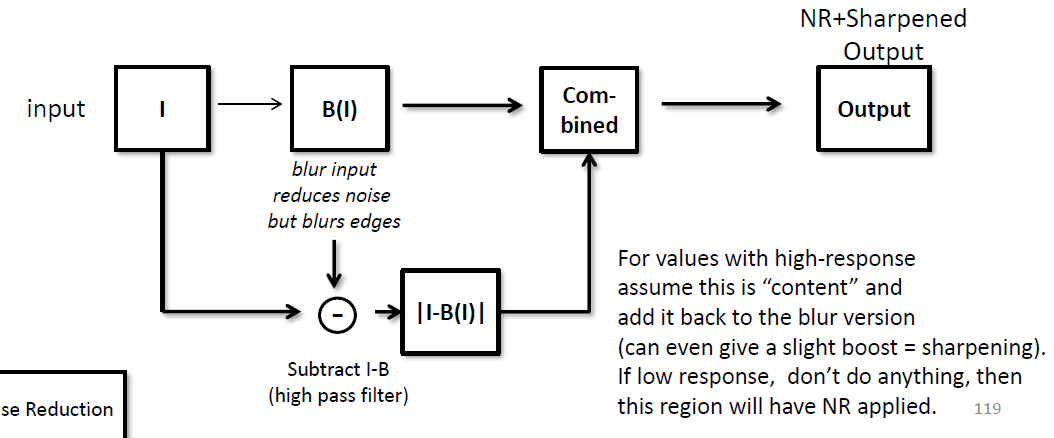 NR+Sharpened
Output
input
I
B(I)
Com-
bined
Output
blur input
reduces noise
but blurs edges
-
|I-B(I)|
Subtract I-B
(high pass filter)
For values with high-response
assume this is “content” and
add it back to the blur version
(can even give a slight boost = sharpening).
If low response, don’t do anything, then
this region will have NR applied.
119
se Reduction